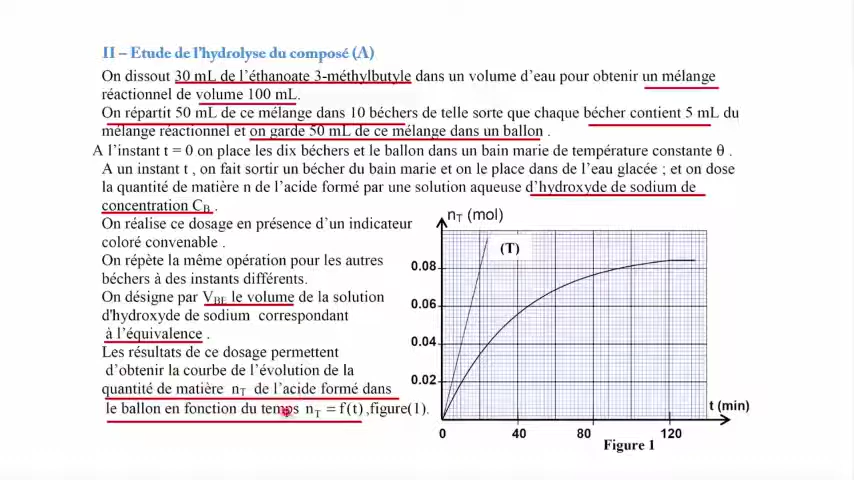 II – Etude de l'hydrolyse du composé (A)
On dissout 30 mL de l'éthanoate 3-méthylbutyle dans un volume d'eau pour obtenir un mélange
réactionnel de volume 100 mL.
On répartit 50 mL de ce mélange dans 10 béchers de telle sorte que chaque bécher contient 5 mL du
mélange réactionnel et on garde 50 mL de ce mélange dans un ballon .
A l'instant t = 0 on place les dix béchers et le ballon dans un bain marie de température constante θ .
A un instant t , on fait sortir un bécher du bain marie et on le place dans de l'eau glacée ; et on dose
la quantité de matière n de l'acide formé par une solution aqueuse d'hydroxyde de sodium de
concentration C_B .
On réalise ce dosage en présence d'un indicateur
coloré convenable .
On répète la même opération pour les autres
béchers à des instants différents.
On désigne par V_BE le volume de la solution
d'hydroxyde de sodium correspondant
à l'équivalence .
Les résultats de ce dosage permettent
d'obtenir la courbe de l'évolution de la
quantité de matière n_T de l'acide formé dans
le ballon en fonction du temps n_T = f(t) ,figure(1).
n_T (mol)
(T)
0.08
0.06
0.04
0.02
t (min)
0 40 80 120
Figure 1